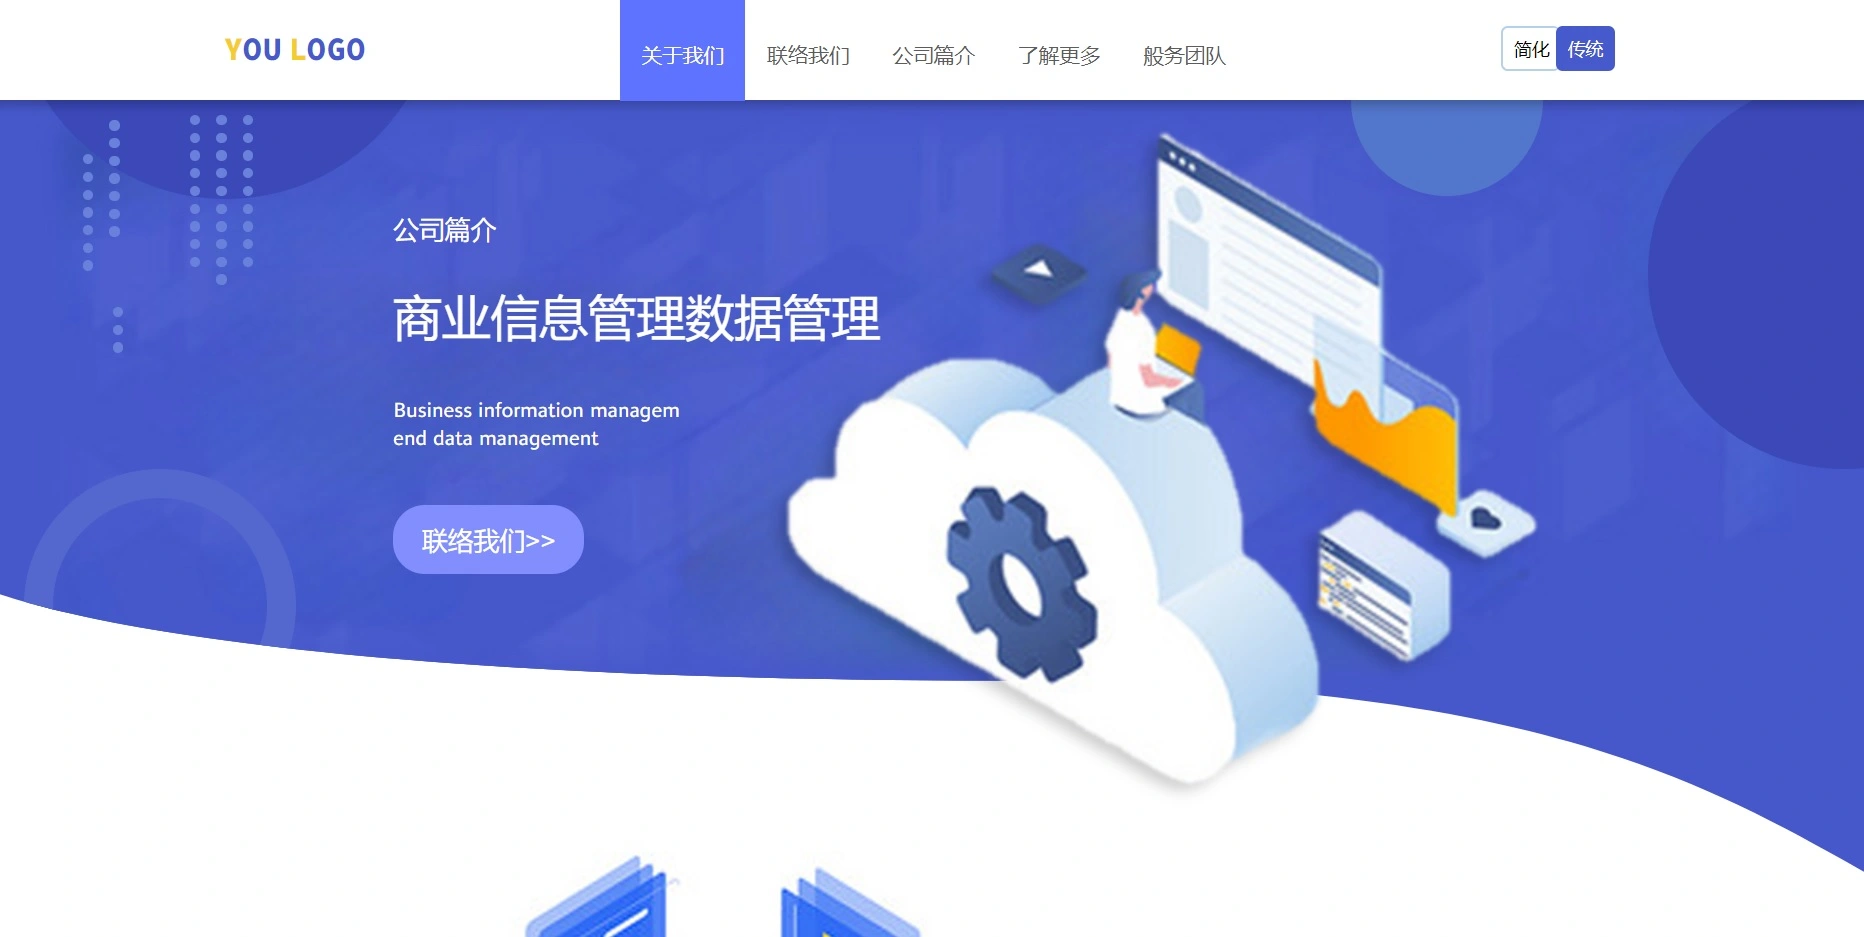 YOU LOGO
关于我们 联络我们 公司篇介 了解更多 般务团队
简化 传统
公司篇介
商业信息管理数据管理
Business information managem
end data management
联络我们>>